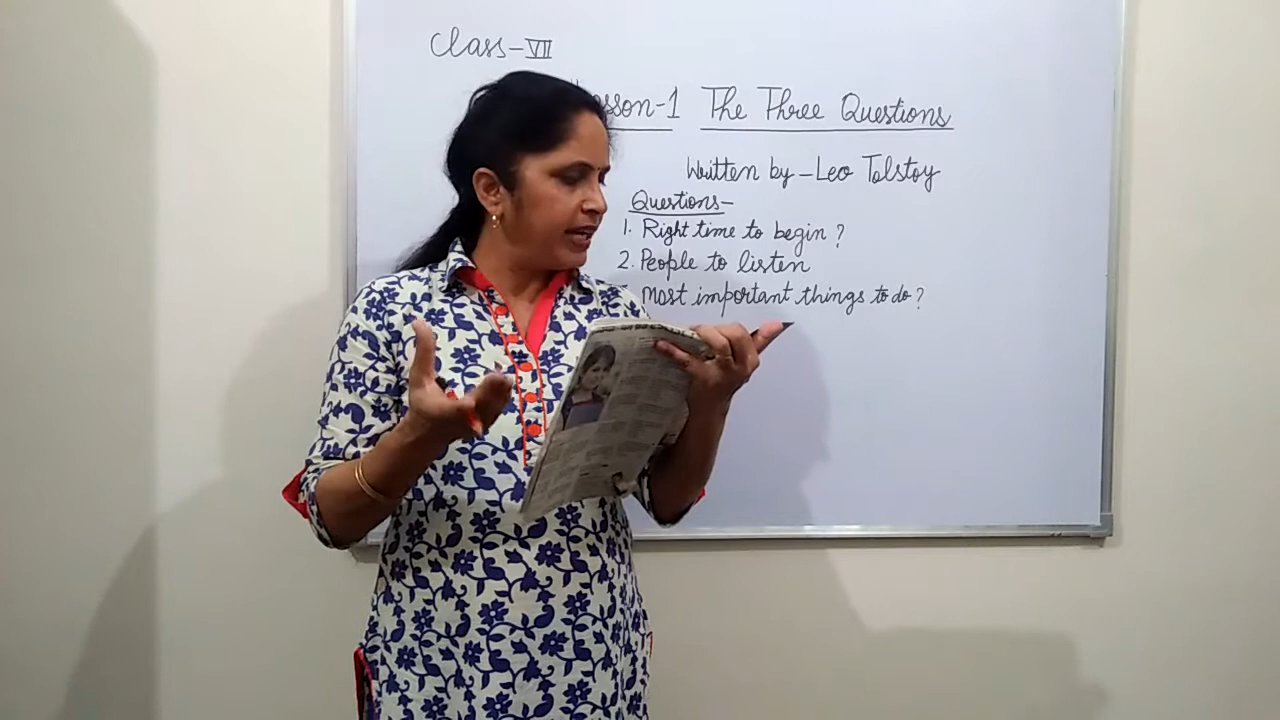 Class-VII
Lesson-1 The Three Questions
Written by - Leo Tolstoy
Questions-
1. Right time to begin ?
2. People to listen
Most important things to do ?